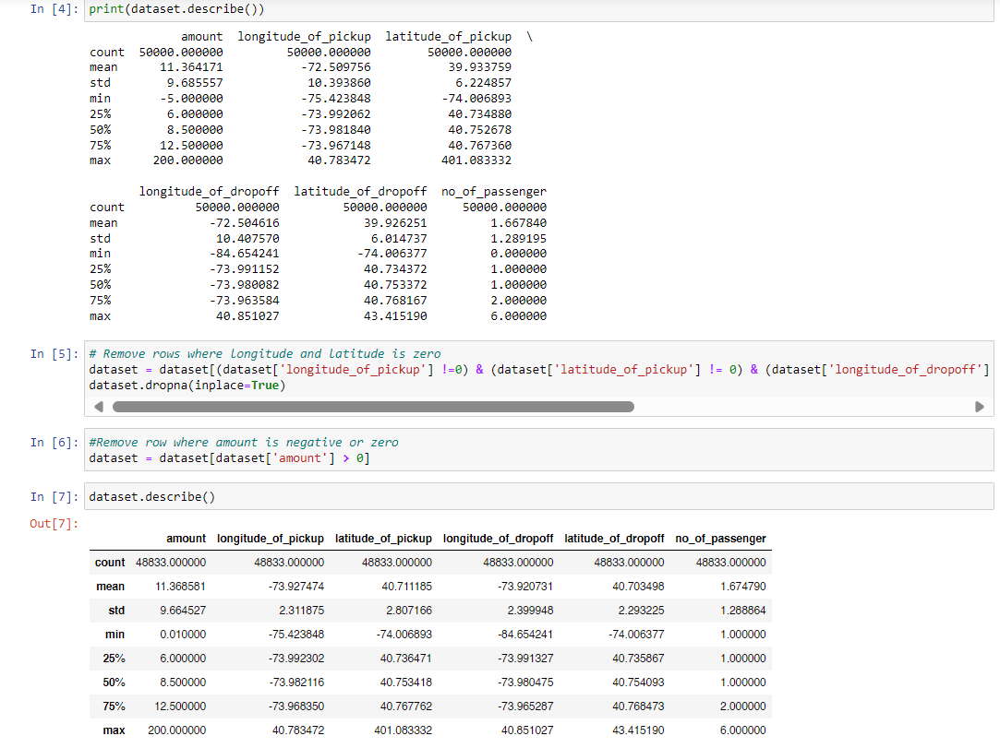 In [4]: print(dataset.describe())
amount longitude_of_pickup latitude_of_pickup \
count 50000.000000 50000.000000 50000.000000
mean 11.364171 -72.509756 39.933759
std 9.685557 10.393860 6.224857
min -5.000000 -75.423848 -74.006893
25% 6.000000 -73.992062 40.734880
50% 8.500000 -73.981840 40.752678
75% 12.500000 -73.967148 40.767360
max 200.000000 40.783472 401.083332
longitude_of_dropoff latitude_of_dropoff no_of_passenger
count 50000.000000 50000.000000 50000.000000
mean -72.504616 39.926251 1.667840
std 10.407570 6.014737 1.289195
min -84.654241 -74.006377 0.000000
25% -73.991152 40.734372 1.000000
50% -73.980082 40.753372 1.000000
75% -73.963584 40.768167 2.000000
max 40.851027 43.415190 6.000000
In [5]: # Remove rows where longitude and latitude is zero
dataset = dataset[(dataset['longitude_of_pickup'] !=0) & (dataset['latitude_of_pickup'] != 0) & (dataset['longitude_of_dropoff']
dataset.dropna(inplace=True)
In [6]: #Remove row where amount is negative or zero
dataset = dataset[dataset['amount'] > 0]
In [7]: dataset.describe()
Out[7]:
amount longitude_of_pickup latitude_of_pickup longitude_of_dropoff latitude_of_dropoff no_of_passenger
count 48833.000000 48833.000000 48833.000000 48833.000000 48833.000000 48833.000000
mean 11.368581 -73.927474 40.711185 -73.920731 40.703498 1.674790
std 9.664527 2.311875 2.807166 2.399948 2.293225 1.288864
min 0.010000 -75.423848 -74.006893 -84.654241 -74.006377 1.000000
25% 6.000000 -73.992302 40.736471 -73.991327 40.735867 1.000000
50% 8.500000 -73.982116 40.753418 -73.980475 40.754093 1.000000
75% 12.500000 -73.968350 40.767762 -73.965287 40.768473 2.000000
max 200.000000 40.783472 401.083332 40.851027 43.415190 6.000000